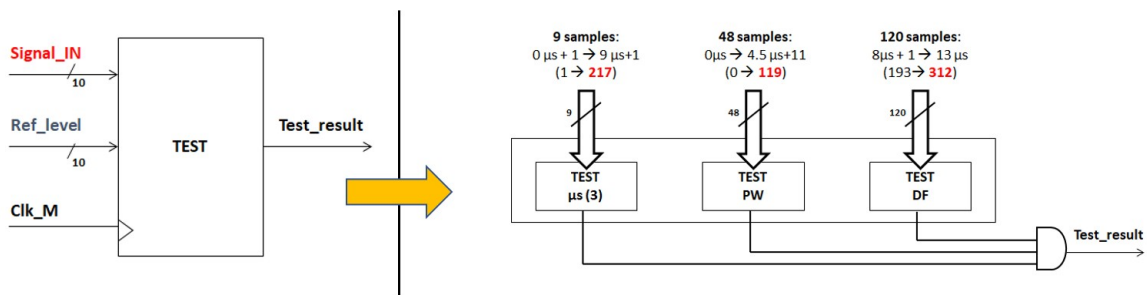 Signal_IN
10
Ref_level
10
Clk_M
TEST
Test_result
9 samples:
0 µs + 1 → 9 µs+1
(1 → 217)
9
48 samples:
0µs → 4.5 µs+11
(0 → 119)
48
120 samples:
8µs + 1 → 13 µs
(193→ 312)
120
TEST
µs (3)
TEST
PW
TEST
DF
Test_result